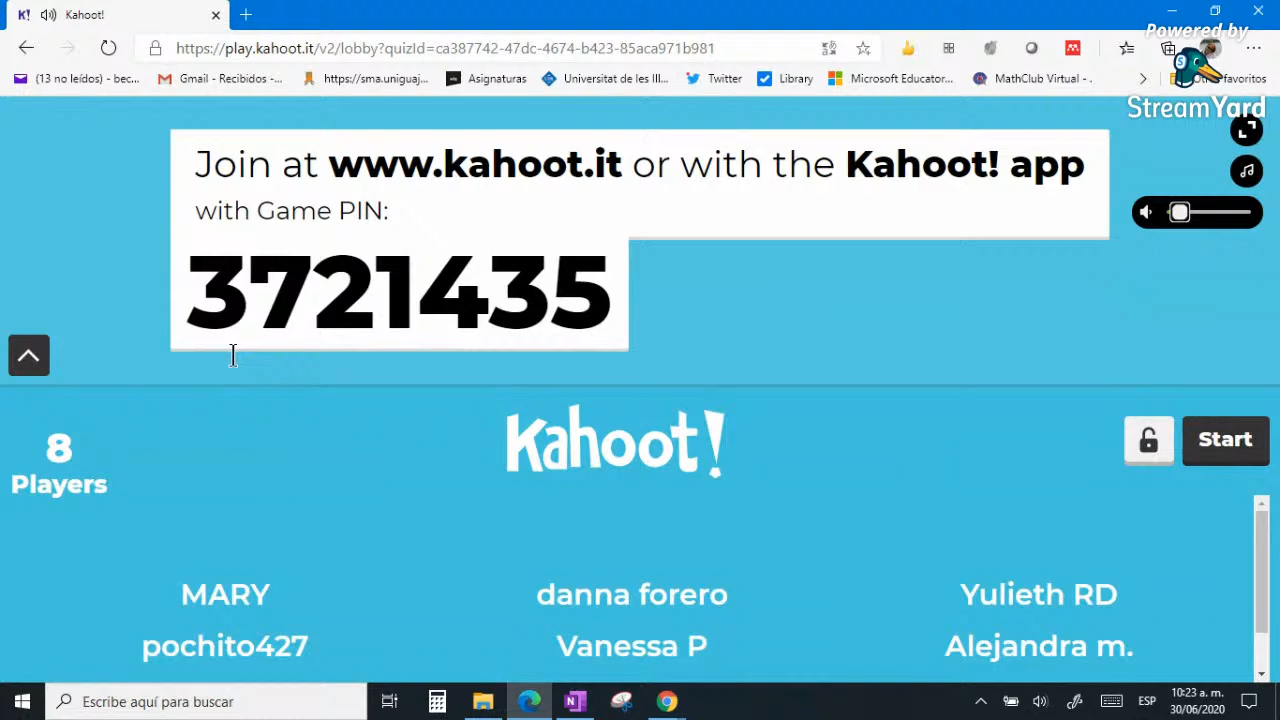 K! Kahoot!
https://play.kahoot.it/v2/lobby?quizId=ca387742-47dc-4674-b423-85aca971b981
Powered by
(13 no leídos) - bec...
Gmail - Recibidos -...
https://sma.uniguaj...
Asignaturas
Universitat de les Ill...
Twitter
Library
Microsoft Educator...
MathClub Virtual - .
favoritos
StreamYard
Join at www.kahoot.it or with the Kahoot! app
with Game PIN:
3721435
8
Players
Kahoot!
Start
MARY
danna forero
Yulieth RD
pochito427
Vanessa P
Alejandra m.
Escribe aquí para buscar
ESP
10:23 a. m.
30/06/2020